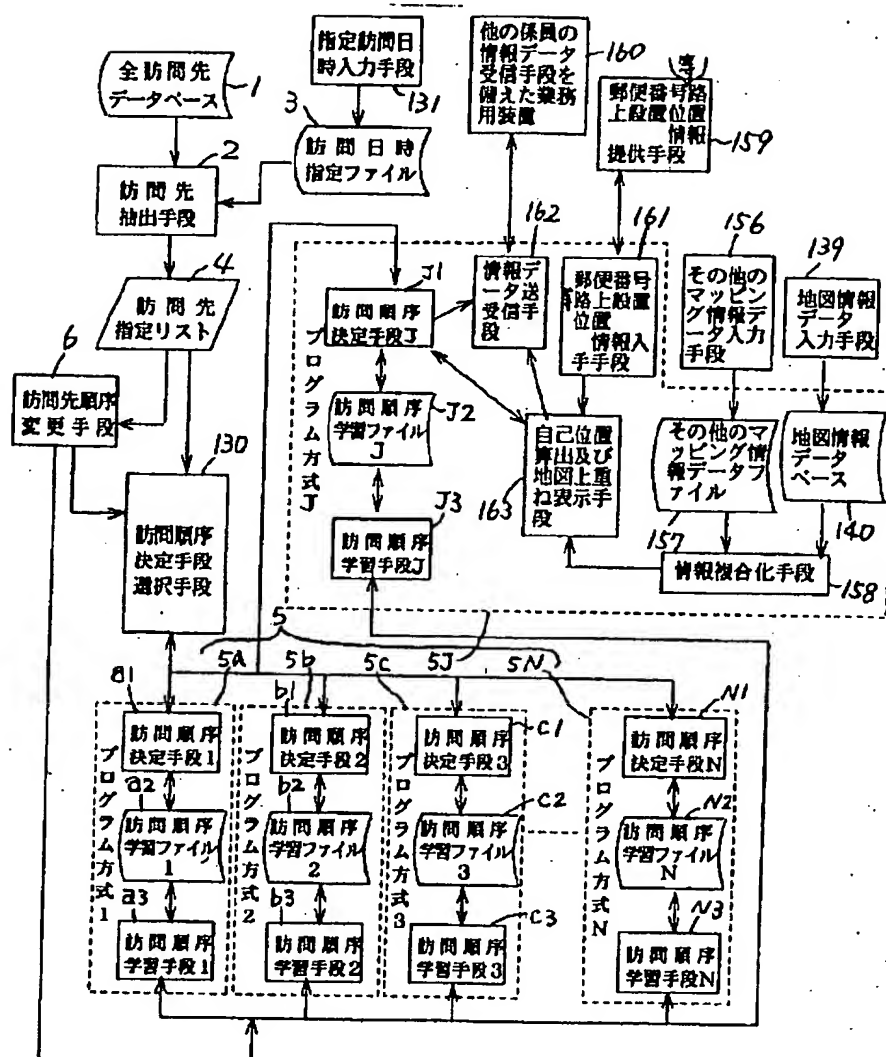 全訪問先
データベース
1
指定訪問日
時入力手段
131
他の係員の
情報データ
受信手段を
備えた業務
用装置
160
郵便番号路
上設置位置
情報
提供手段
159
3
訪問日時
指定ファイル
2
訪問先
抽出手段
4
訪問先
指定リスト
6
訪問先順序
変更手段
130
訪問順序
決定手段
選択手段
プログラム方式J
J1
訪問順序
決定手段J
J2
訪問順序
学習ファイル
J
J3
訪問順序
学習手段J
162
情報デ
ータ送
受信手
段
161
郵便番号
路上設置
位置
情報入
手手段
156
その他の
マッピン
グ情報デ
ータ入力
手段
139
地図情報
データ
入力手段
自己位置
算出及び
地図上重
ね表示手
段
163
その他のマ
ッピング情
報データフ
ァイル
157
地図情報
データ
ベース
140
情報複合化手段
158
5
5a
5b
5c
5J
5N
プログラム方式1
a1
訪問順序
決定手段1
a2
訪問順序
学習ファイル
1
a3
訪問順序
学習手段1
プログラム方式2
b1
訪問順序
決定手段2
b2
訪問順序
学習ファイル
2
b3
訪問順序
学習手段2
プログラム方式3
C1
訪問順序
決定手段3
C2
訪問順序
学習ファイル
3
C3
訪問順序
学習手段3
プログラム方式N
N1
訪問順序
決定手段N
N2
訪問順序
学習ファイル
N
N3
訪問順序
学習手段N